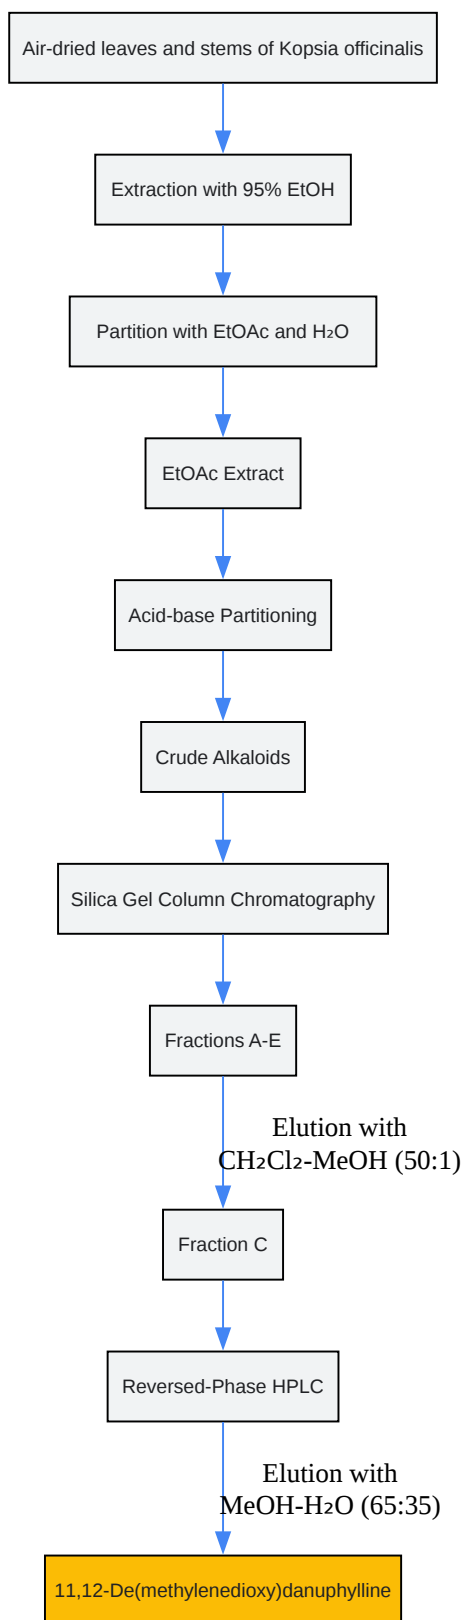 Air-dried leaves and stems of Kopsia officinalis
Extraction with 95% EtOH
Partition with EtOAc and H₂O
EtOAc Extract
Acid-base Partitioning
Crude Alkaloids
Silica Gel Column Chromatography
Fractions A-E
Elution with
CH₂Cl₂-MeOH (50:1)
Fraction C
Reversed-Phase HPLC
Elution with
MeOH-H₂O (65:35)
11,12-De(methylenedioxy)danuphylline